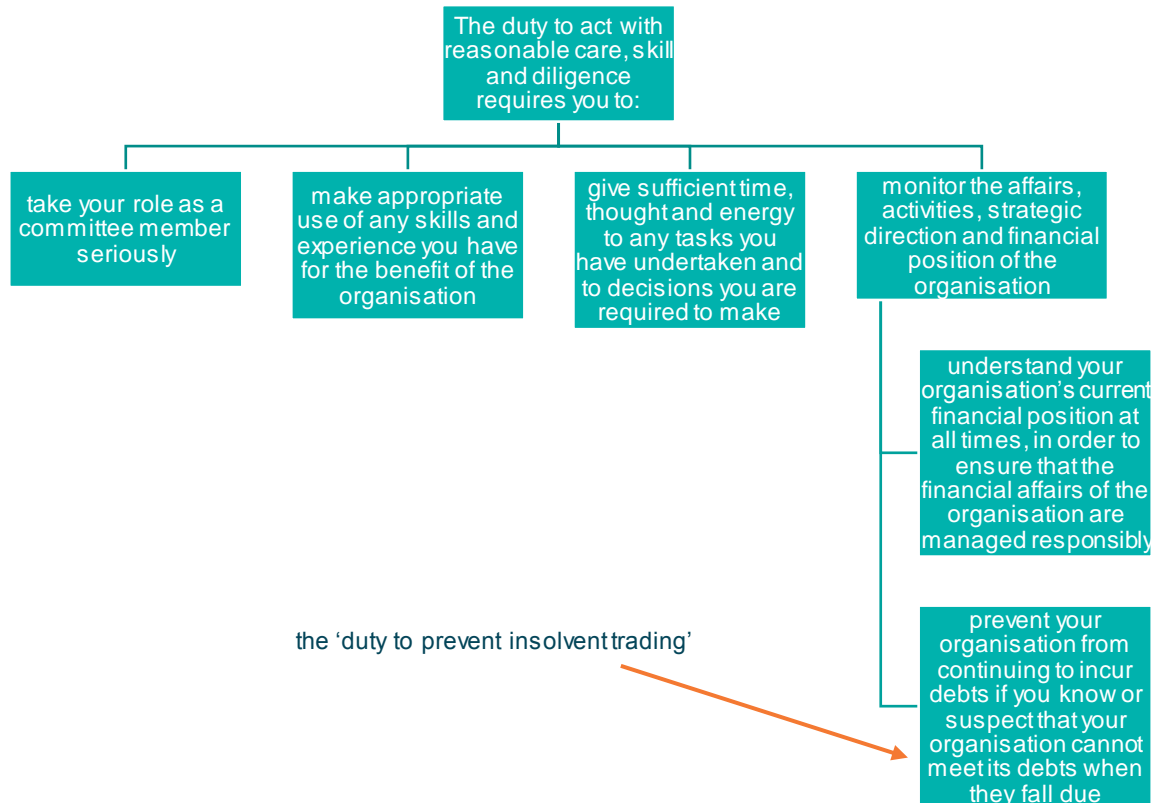 The duty to act with
reasonable care, skill
and diligence
requires you to:
take your role as a
committee member
seriously
make appropriate
use of any skills and
experience you have
for the benefit of the
organisation
give sufficient time,
thought and energy
to any tasks you
have undertaken and
to decisions you are
required to make
monitor the affairs,
activities, strategic
direction and financial
position of the
organisation
understand your
organisation’s current
financial position at
all times, in order to
ensure that the
financial affairs of the
organisation are
managed responsibly
the ‘duty to prevent insolvent trading’
prevent your
organisation from
continuing to incur
debts if you know or
suspect that your
organisation cannot
meet its debts when
they fall due